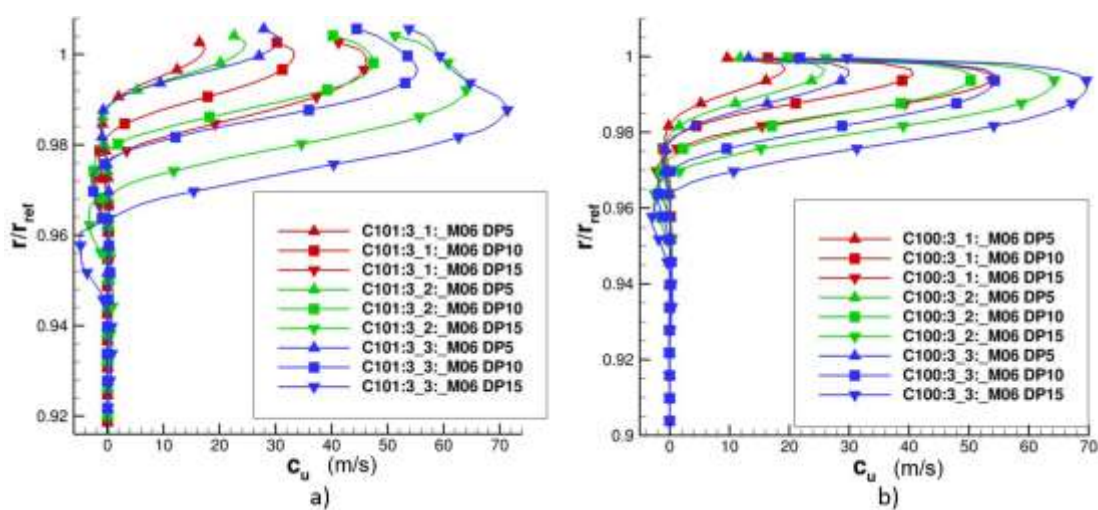 r/rref
1
0.98
0.96
0.94
0.92
0 10 20 30 40 50 60 70
cu (m/s)
C101:3_1:_M06 DP5
C101:3_1:_M06 DP10
C101:3_1:_M06 DP15
C101:3_2:_M06 DP5
C101:3_2:_M06 DP10
C101:3_2:_M06 DP15
C101:3_3:_M06 DP5
C101:3_3:_M06 DP10
C101:3_3:_M06 DP15
a)
r/rref
1
0.98
0.96
0.94
0.92
0.9
0 10 20 30 40 50 60 70
cu (m/s)
C100:3_1:_M06 DP5
C100:3_1:_M06 DP10
C100:3_1:_M06 DP15
C100:3_2:_M06 DP5
C100:3_2:_M06 DP10
C100:3_2:_M06 DP15
C100:3_3:_M06 DP5
C100:3_3:_M06 DP10
C100:3_3:_M06 DP15
b)